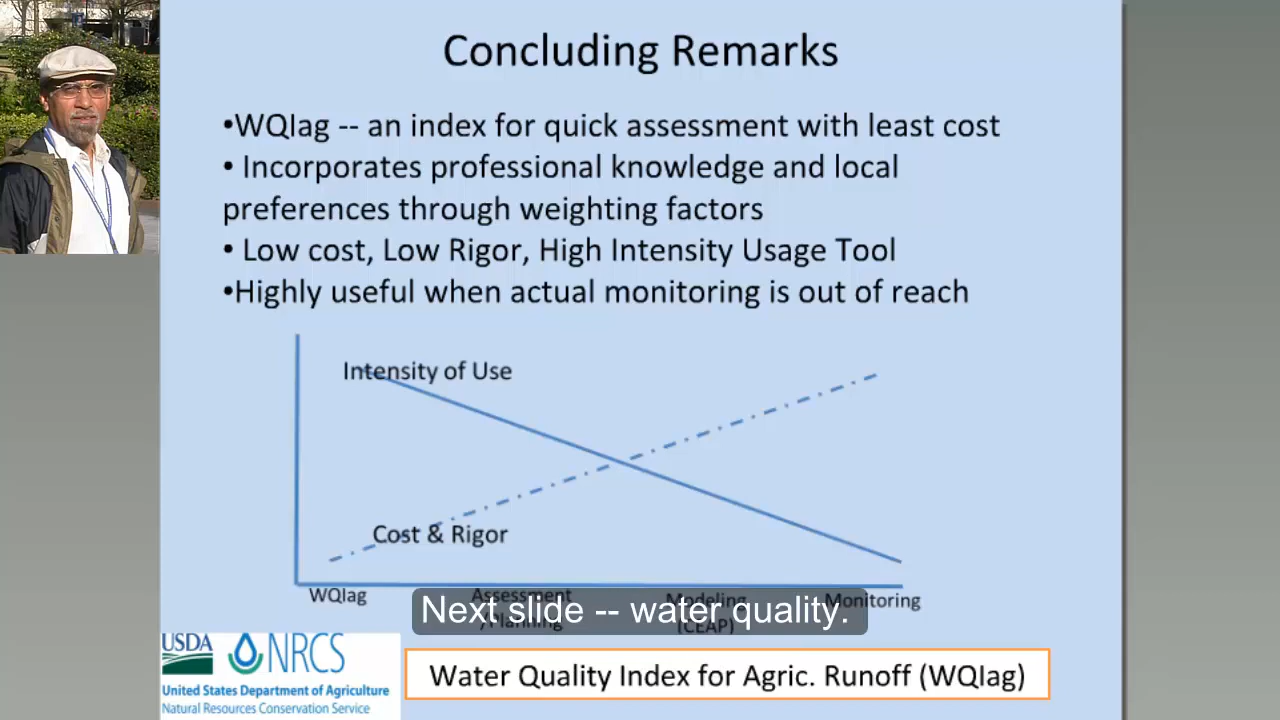 Concluding Remarks
•WQIag -- an index for quick assessment with least cost
• Incorporates professional knowledge and local
preferences through weighting factors
• Low cost, Low Rigor, High Intensity Usage Tool
•Highly useful when actual monitoring is out of reach
Intensity of Use
Cost & Rigor
WQIag
Assessment
/Planning
Modeling
(CEAP)
Monitoring
Next slide -- water quality.
USDA
NRCS
United States Department of Agriculture
Natural Resources Conservation Service
Water Quality Index for Agric. Runoff (WQIag)